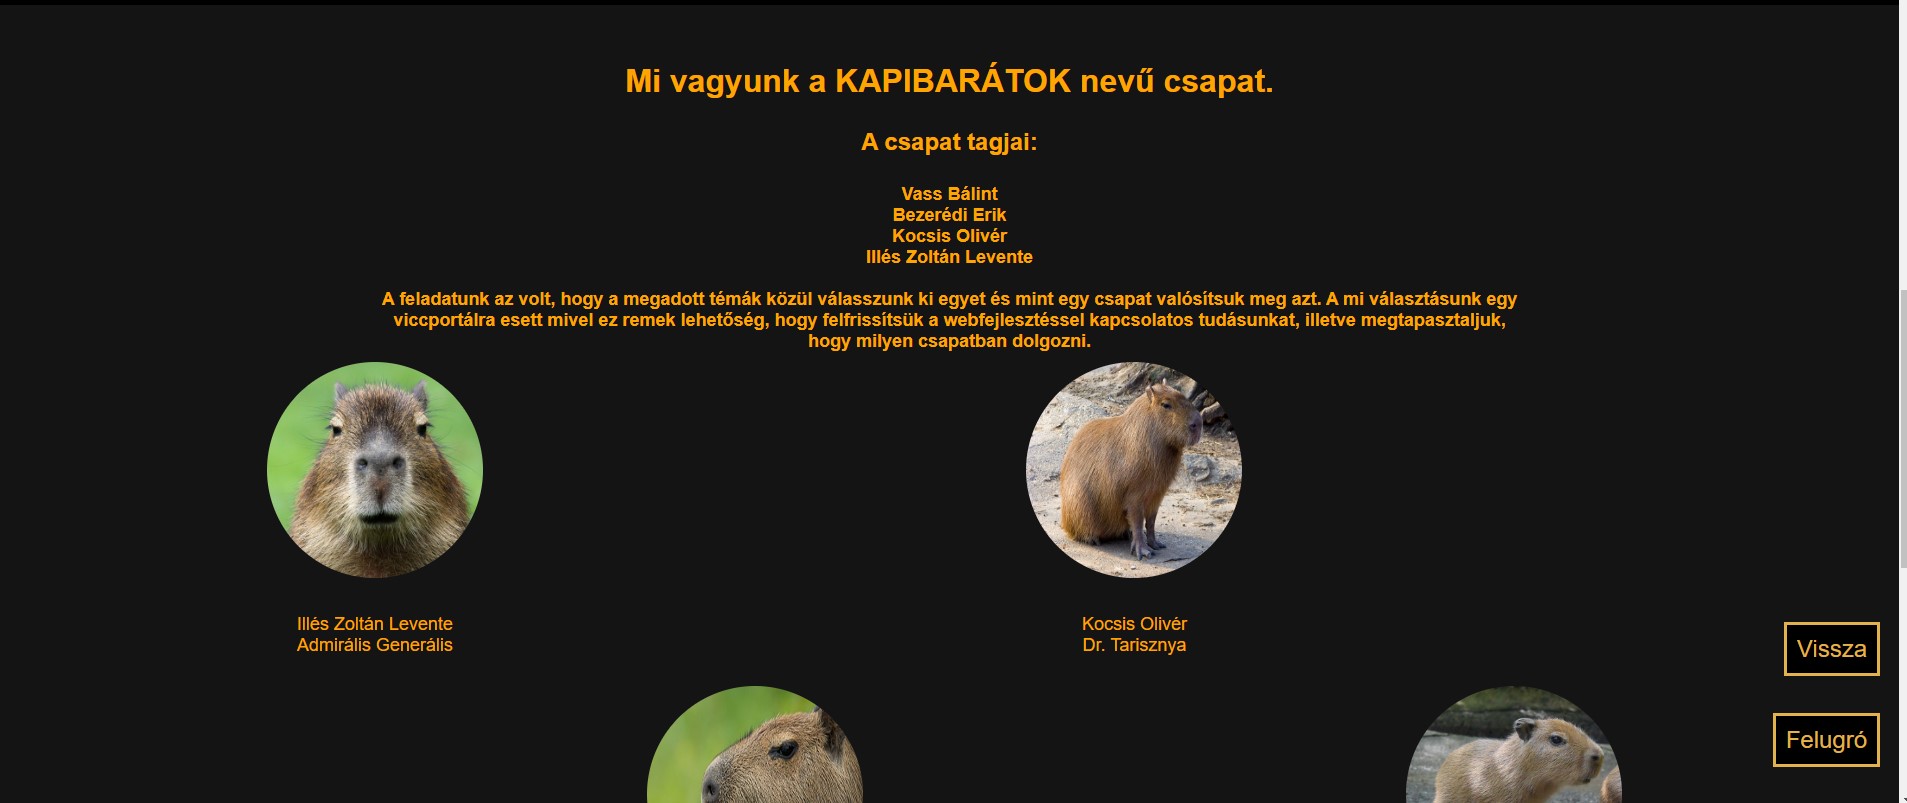 Mi vagyunk a KAPIBARÁTOK nevű csapat.
A csapat tagjai:
Vass Bálint
Bezerédi Erik
Kocsis Olivér
Illés Zoltán Levente
A feladatunk az volt, hogy a megadott témák közül válasszunk ki egyet és mint egy csapat valósítsuk meg azt. A mi választásunk egy
viccportálra esett mivel ez remek lehetőség, hogy felfrissítsük a webfejlesztéssel kapcsolatos tudásunkat, illetve megtapasztaljuk,
hogy milyen csapatban dolgozni.
Illés Zoltán Levente
Admirális Generális
Kocsis Olivér
Dr. Tarisznya
Vissza
Felugró